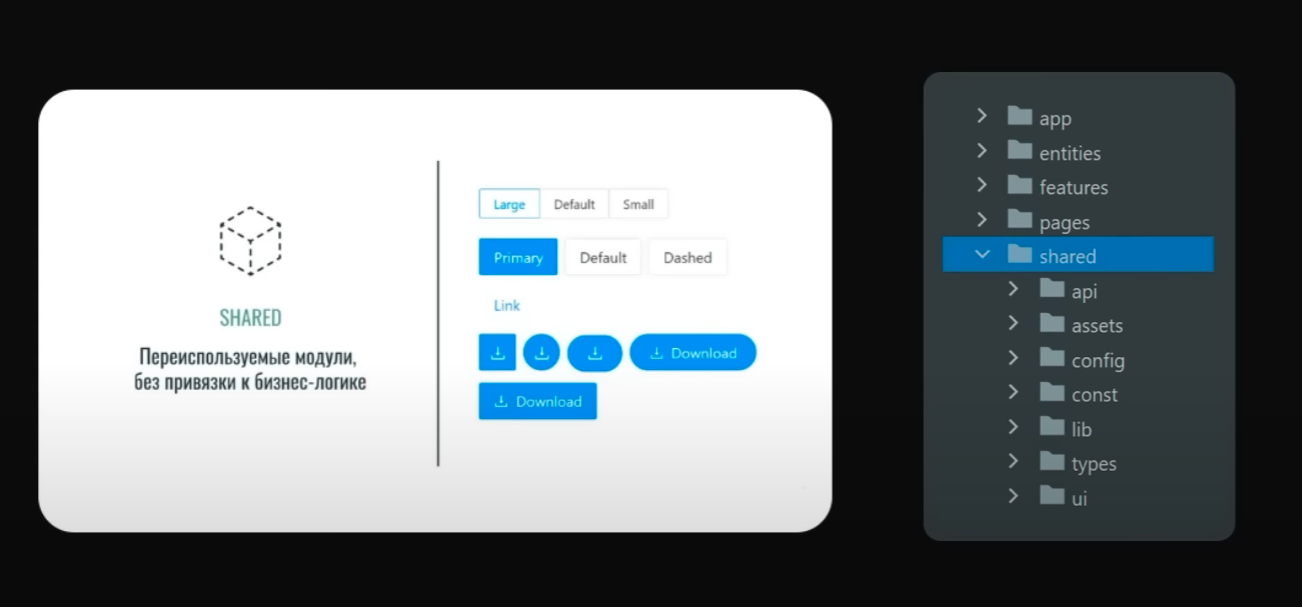 SHARED
Переиспользуемые модули,
без привязки к бизнес-логике
Large Default Small
Primary Default Dashed
Link
Download
Download
app
entities
features
pages
shared
api
assets
config
const
lib
types
ui